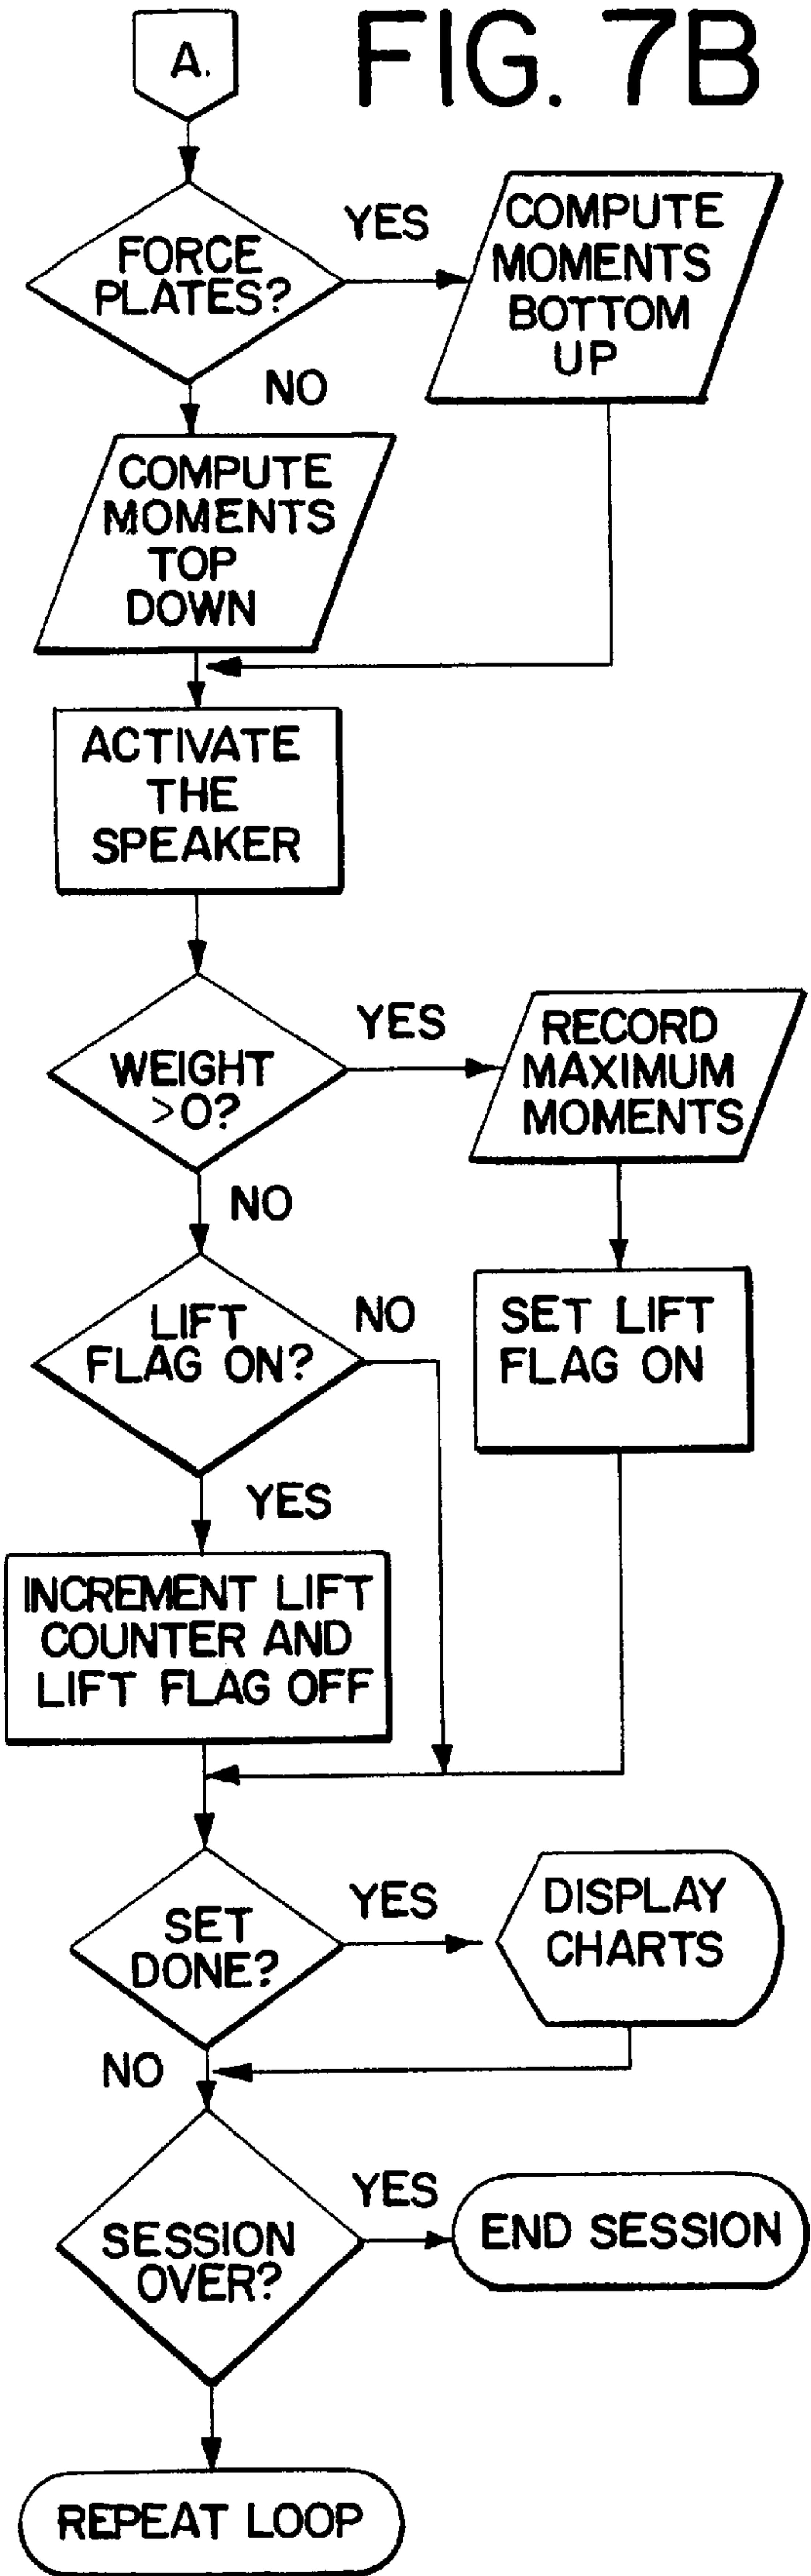 A.
FIG. 7B
FORCE
PLATES?
YES
COMPUTE
MOMENTS
BOTTOM
UP
NO
COMPUTE
MOMENTS
TOP
DOWN
ACTIVATE
THE
SPEAKER
WEIGHT
>0?
YES
RECORD
MAXIMUM
MOMENTS
NO
SET LIFT
FLAG ON
LIFT
FLAG ON?
NO
YES
INCREMENT LIFT
COUNTER AND
LIFT FLAG OFF
SET
DONE?
YES
DISPLAY
CHARTS
NO
SESSION
OVER?
YES
END SESSION
REPEAT LOOP